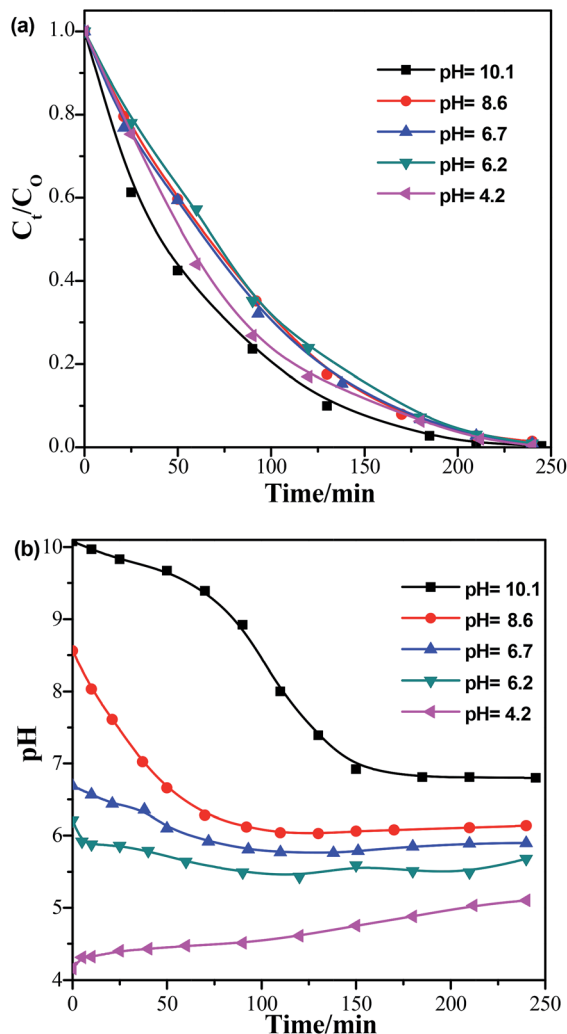 (a)
1.0
0.8
0.6
0.4
0.2
0.0
Ct/CO
0 50 100 150 200 250
Time/min
pH= 10.1
pH= 8.6
pH= 6.7
pH= 6.2
pH= 4.2
(b)
10
9
8
7
6
5
4
pH
0 50 100 150 200 250
Time/min
pH= 10.1
pH= 8.6
pH= 6.7
pH= 6.2
pH= 4.2